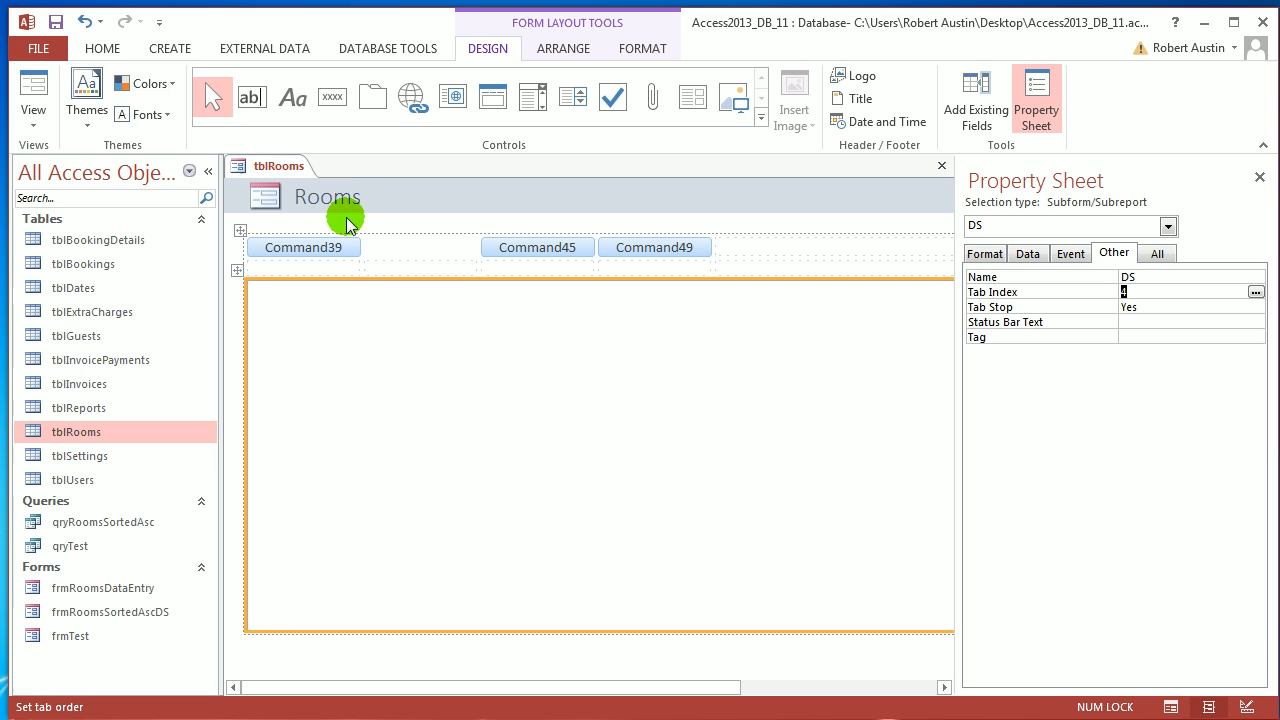 FORM LAYOUT TOOLS
Access2013_DB_11 : Database- C:\Users\Robert Austin\Desktop\Access2013_DB_11.ac...
?
FILE HOME CREATE EXTERNAL DATA DATABASE TOOLS DESIGN ARRANGE FORMAT
Robert Austin
View
Views
Themes
Colors
Fonts
Themes
ab|
Aa
XXXX
Controls
Insert
Image
Logo
Title
Date and Time
Header / Footer
Add Existing
Fields
Property
Sheet
Tools
All Access Obje...
Search...
Tables
tblBookingDetails
tblBookings
tblDates
tblExtraCharges
tblGuests
tblInvoicePayments
tblInvoices
tblReports
tblRooms
tblSettings
tblUsers
Queries
qryRoomsSortedAsc
qryTest
Forms
frmRoomsDataEntry
frmRoomsSortedAscDS
frmTest
tblRooms
Rooms
Command39 Command45 Command49
Property Sheet
Selection type: Subform/Subreport
DS
Format Data Event Other All
Name DS
Tab Index 4
Tab Stop Yes
Status Bar Text
Tag
Set tab order
NUM LOCK